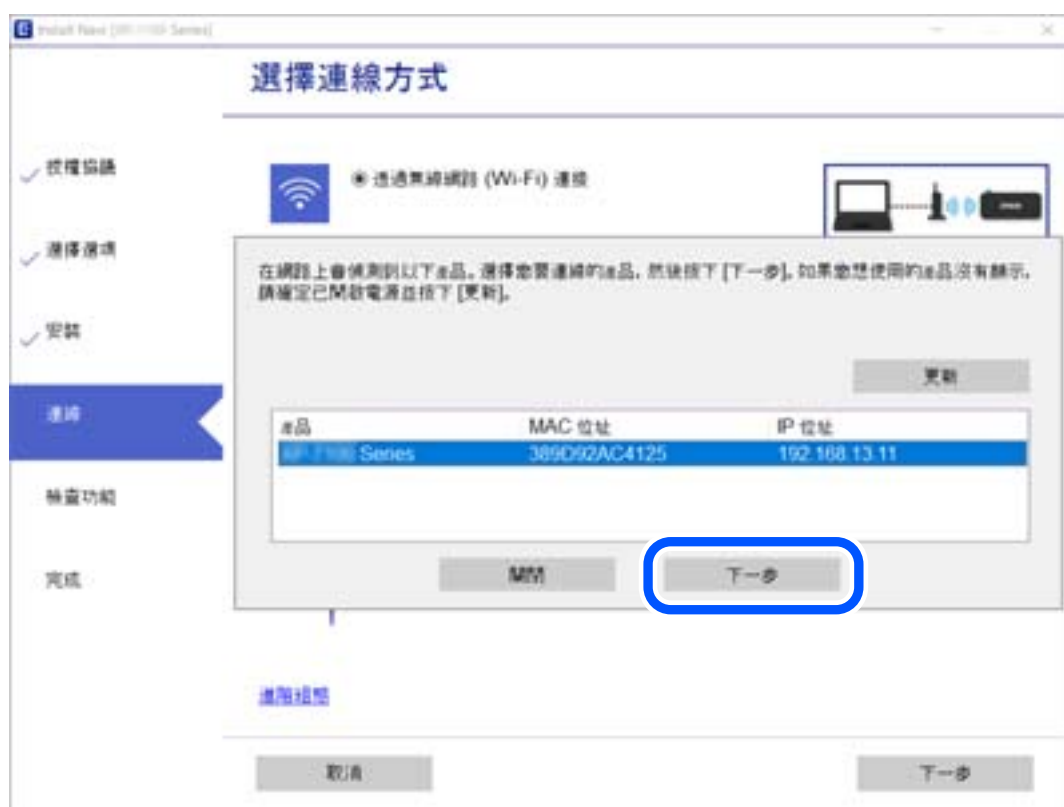 Install Navi [ Series]
選擇連線方式
授權協議
透過無線網路 (Wi-Fi) 連接
選擇選項
在網路上會偵測到以下產品。選擇您要連線的產品，然後按下 [下一步]。如果您想使用的產品沒有顯示，
請確定已開啟電源並按下 [更新]。
安裝
更新
連線
產品 MAC 位址 IP 位址
Series 389D92AC4125 192.168.13.11
檢查功能
關閉 下一步
完成
進階組態
取消 下一步